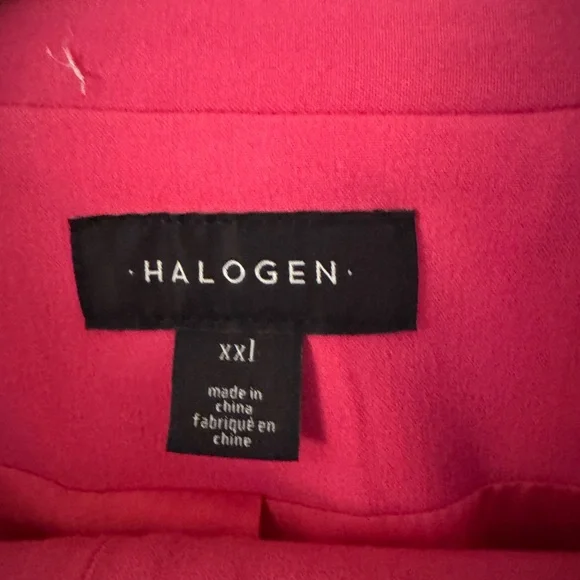 ·HALOGEN·
xxl
made in
china
fabriqué en
chine